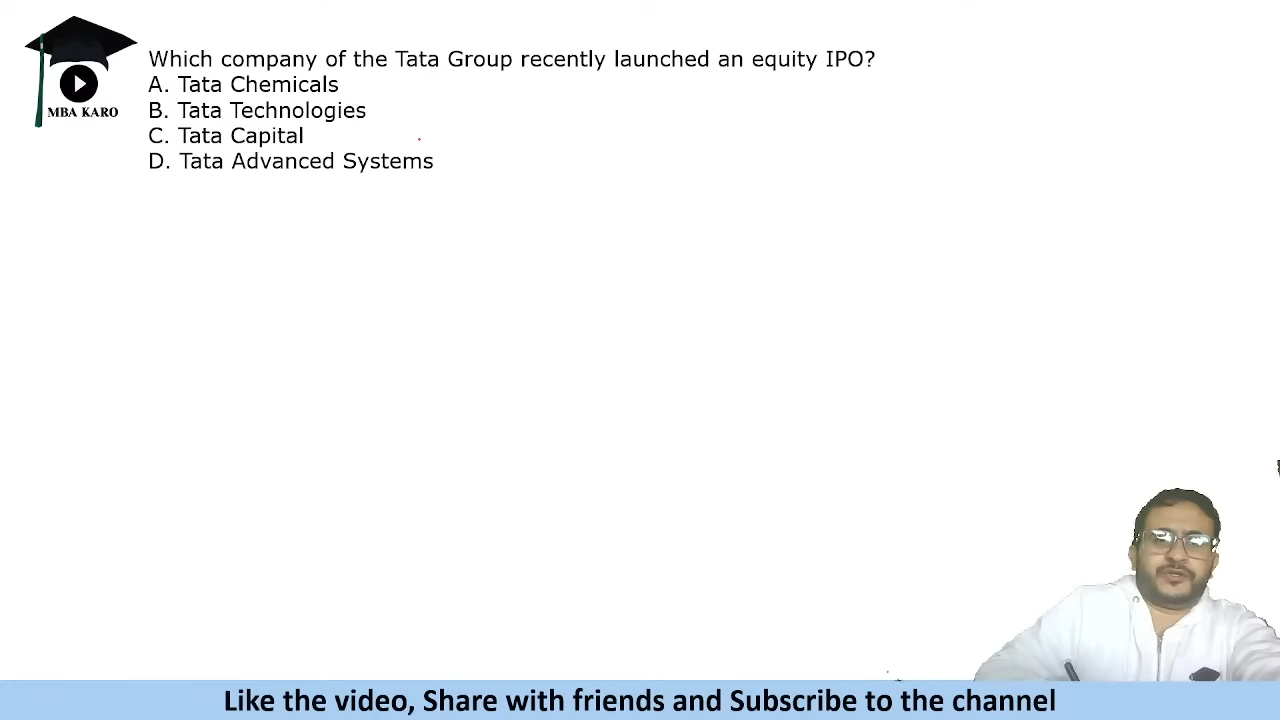 Which company of the Tata Group recently launched an equity IPO?
A. Tata Chemicals
B. Tata Technologies
C. Tata Capital
D. Tata Advanced Systems
MBA KARO
Like the video, Share with friends and Subscribe to the channel